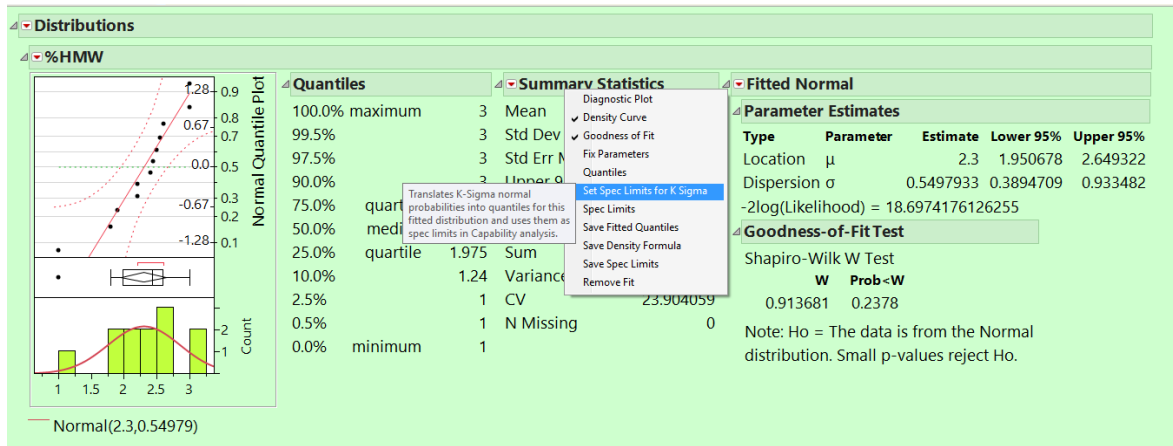 Distributions
%HMW
Normal Quantile Plot
1.28
0.67
0.0
-0.67
-1.28
0.9
0.8
0.7
0.5
0.3
0.2
0.1
Count
2
1
1 1.5 2 2.5 3
Normal(2.3,0.54979)
Quantiles
100.0% maximum 3
99.5% 3
97.5% 3
90.0% 3
75.0% quart
50.0% medi
25.0% quartile 1.975
10.0% 1.24
2.5% 1
0.5% 1
0.0% minimum 1
Translates K-Sigma normal
probabilities into quantiles for this
fitted distribution and uses them as
spec limits in Capability analysis.
Summary Statistics
Mean
Std Dev
Std Err M
Upper 9
Sum
Variance
CV 23.904059
N Missing 0
Diagnostic Plot
Density Curve
Goodness of Fit
Fix Parameters
Quantiles
Set Spec Limits for K Sigma
Spec Limits
Save Fitted Quantiles
Save Density Formula
Save Spec Limits
Remove Fit
Fitted Normal
Parameter Estimates
Type Parameter Estimate Lower 95% Upper 95%
Location μ 2.3 1.950678 2.649322
Dispersion σ 0.5497933 0.3894709 0.933482
-2log(Likelihood) = 18.6974176126255
Goodness-of-Fit Test
Shapiro-Wilk W Test
W Prob<W
0.913681 0.2378
Note: Ho = The data is from the Normal
distribution. Small p-values reject Ho.